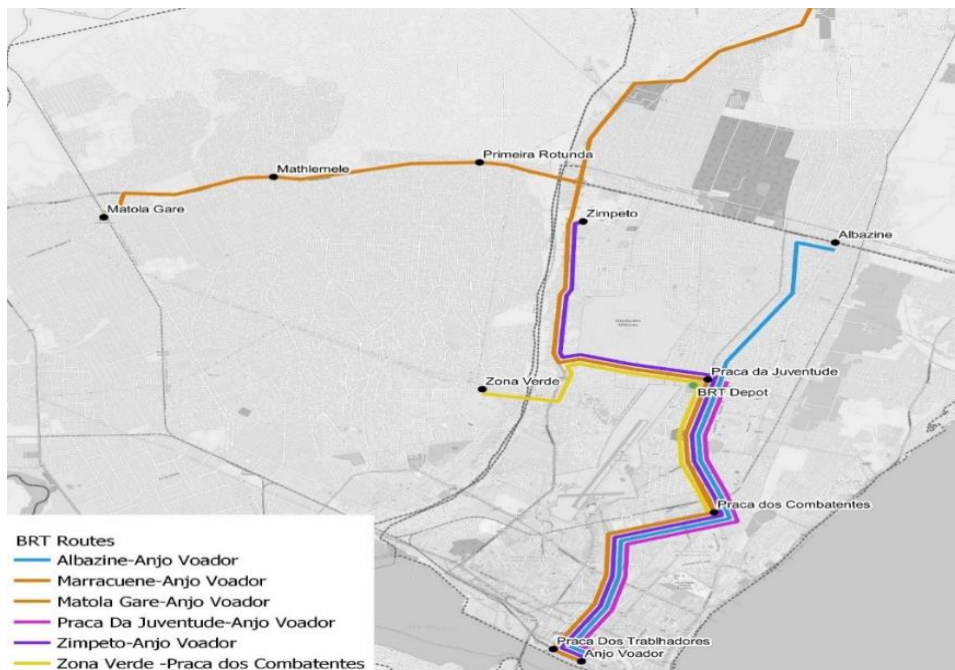 Primeira Rotunda
Mathlemele
Matola Gare
Zimpeto
Albazine
Praca da Juventude
BRT Depot
Zona Verde
Praca dos Combatentes
Praca Dos Trablhadores
Anjo Voador
BRT Routes
Albazine-Anjo Voador
Marracuene-Anjo Voador
Matola Gare-Anjo Voador
Praca Da Juventude-Anjo Voador
Zimpeto-Anjo Voador
Zona Verde -Praca dos Combatentes